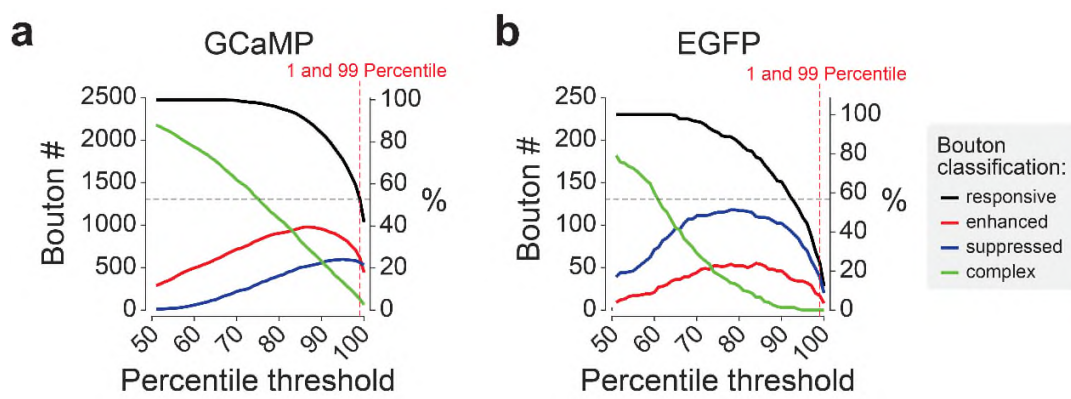 a
GCaMP
1 and 99 Percentile
2500
2000
1500
1000
500
0
Bouton #
100
80
60
40
20
0
%
50
60
70
80
90
100
Percentile threshold
b
EGFP
1 and 99 Percentile
250
200
150
100
50
0
Bouton #
100
80
60
40
20
0
%
50
60
70
80
90
100
Percentile threshold
Bouton
classification:
responsive
enhanced
suppressed
complex